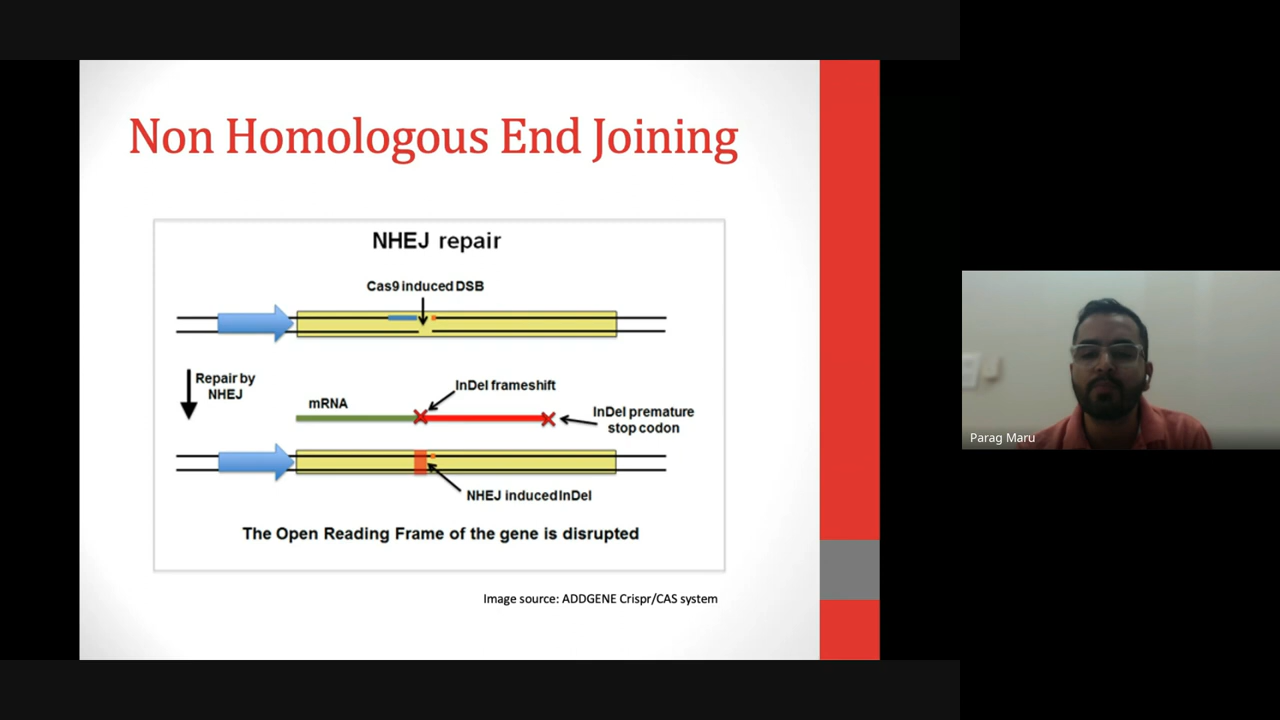 Non Homologous End Joining
NHEJ repair
Cas9 induced DSB
Repair by
NHEJ
mRNA
InDel frameshift
InDel premature
stop codon
NHEJ induced InDel
The Open Reading Frame of the gene is disrupted
Image source: ADDGENE Crispr/CAS system
Parag Maru